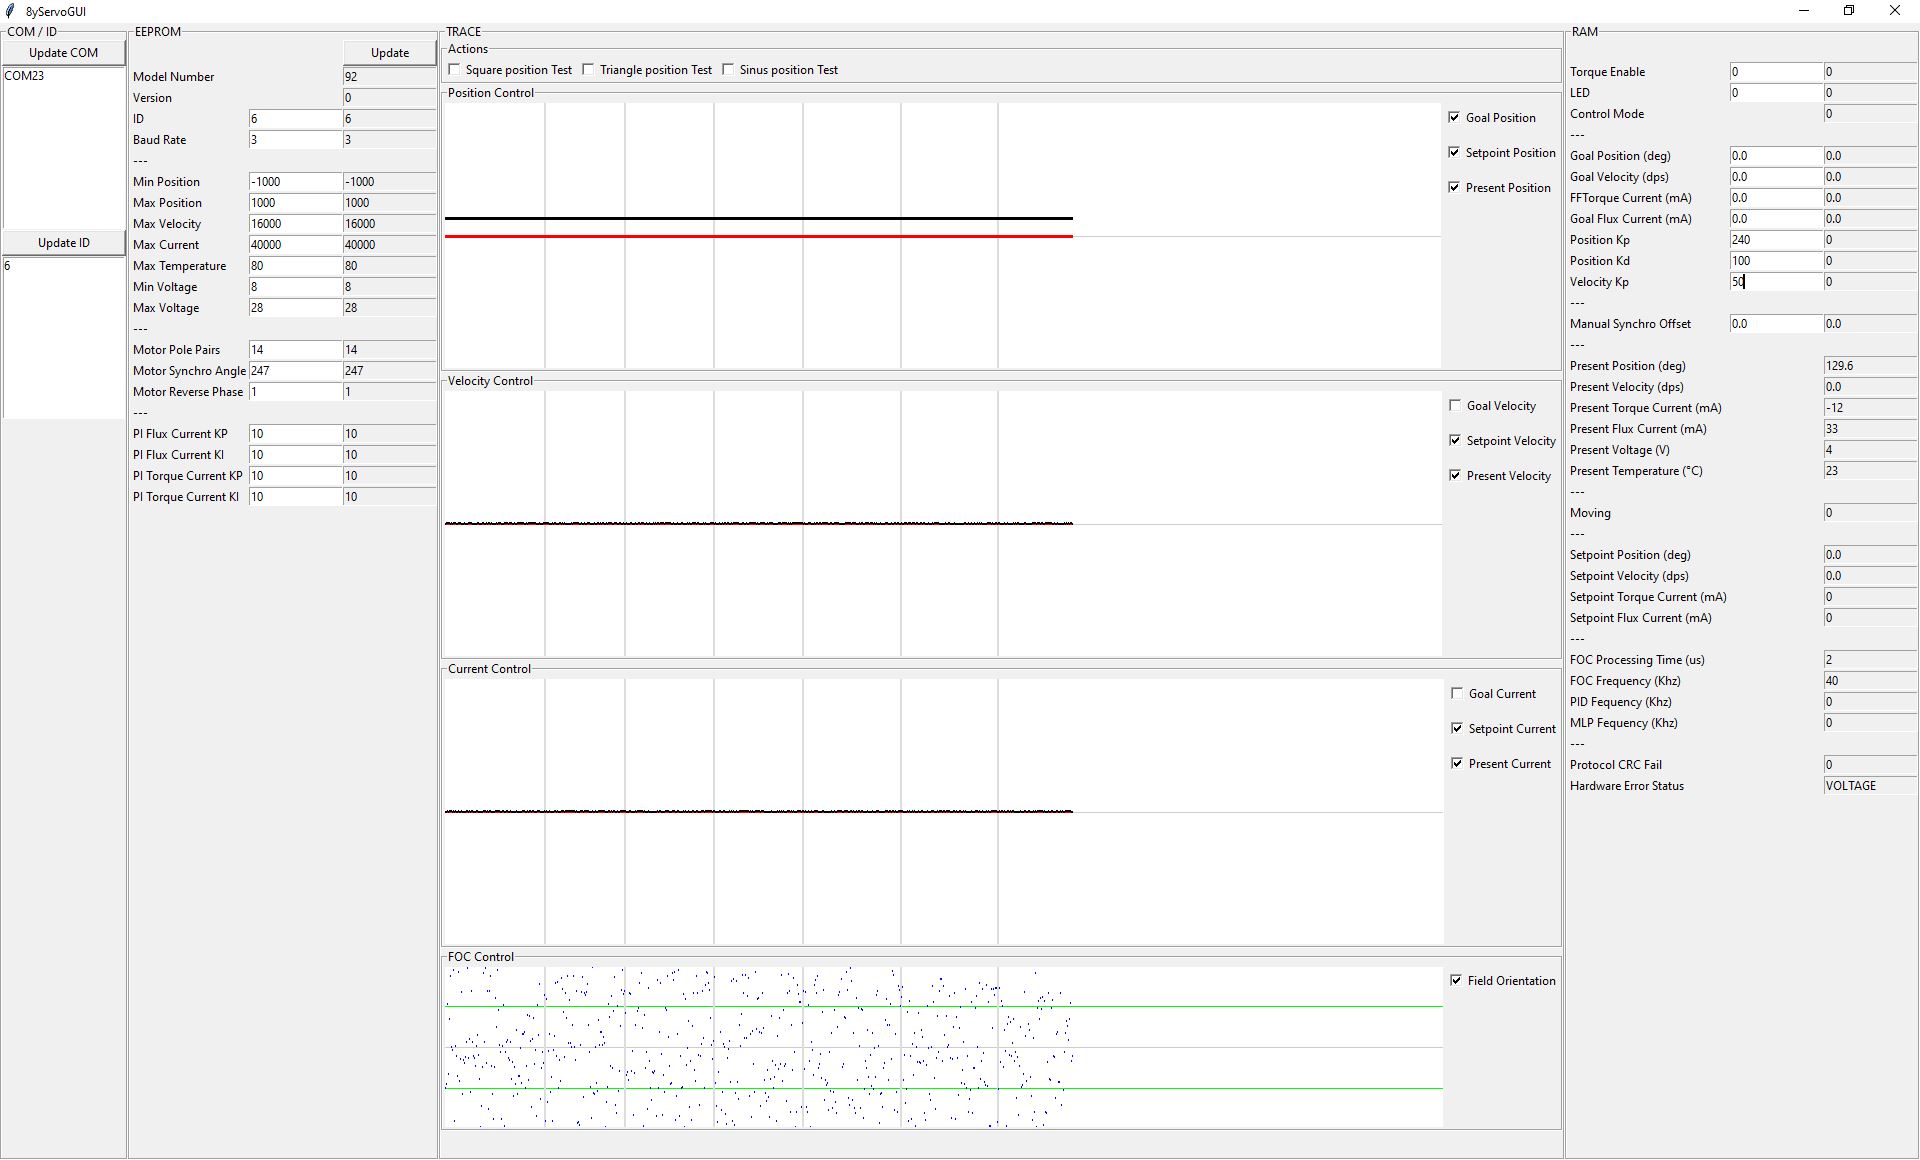 8yServoGUI
COM / ID
Update COM
COM23
Update ID
6
EEPROM
Update
Model Number 92
Version 0
ID 6 6
Baud Rate 3 3
---
Min Position -1000 -1000
Max Position 1000 1000
Max Velocity 16000 16000
Max Current 40000 40000
Max Temperature 80 80
Min Voltage 8 8
Max Voltage 28 28
---
Motor Pole Pairs 14 14
Motor Synchro Angle 247 247
Motor Reverse Phase 1 1
---
PI Flux Current KP 10 10
PI Flux Current KI 10 10
PI Torque Current KP 10 10
PI Torque Current KI 10 10
TRACE
Actions
Square position Test Triangle position Test Sinus position Test
Position Control
Goal Position
Setpoint Position
Present Position
Velocity Control
Goal Velocity
Setpoint Velocity
Present Velocity
Current Control
Goal Current
Setpoint Current
Present Current
FOC Control
Field Orientation
RAM
Torque Enable 0 0
LED 0 0
Control Mode 0
---
Goal Position (deg) 0.0 0.0
Goal Velocity (dps) 0.0 0.0
FFTorque Current (mA) 0.0 0.0
Goal Flux Current (mA) 0.0 0.0
Position Kp 240 0
Position Kd 100 0
Velocity Kp 50 0
---
Manual Synchro Offset 0.0 0.0
---
Present Position (deg) 129.6
Present Velocity (dps) 0.0
Present Torque Current (mA) -12
Present Flux Current (mA) 33
Present Voltage (V) 4
Present Temperature (°C) 23
---
Moving 0
---
Setpoint Position (deg) 0.0
Setpoint Velocity (dps) 0.0
Setpoint Torque Current (mA) 0
Setpoint Flux Current (mA) 0
---
FOC Processing Time (us) 2
FOC Frequency (Khz) 40
PID Fequency (Khz) 0
MLP Fequency (Khz) 0
---
Protocol CRC Fail 0
Hardware Error Status VOLTAGE